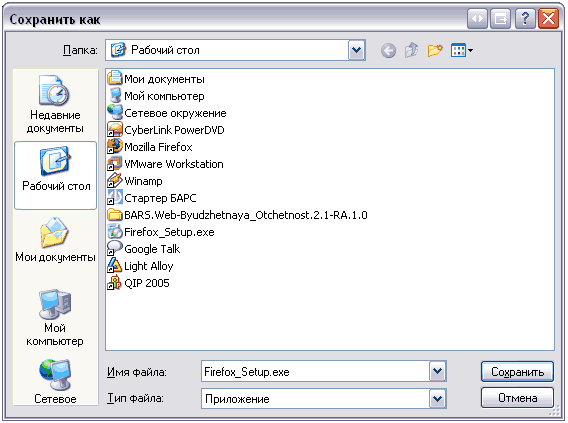 Сохранить как
Папка: Рабочий стол
Мои документы
Мой компьютер
Сетевое окружение
CyberLink PowerDVD
Mozilla Firefox
VMware Workstation
Winamp
Стартер БАРС
BARS.Web-Byudzhetnaya_Otchetnost.2.1-RA.1.0
Firefox_Setup.exe
Google Talk
Light Alloy
QIP 2005
Недавние
документы
Рабочий стол
Мои документы
Мой
компьютер
Сетевое
Имя файла: Firefox_Setup.exe Сохранить
Тип файла: Приложение Отмена